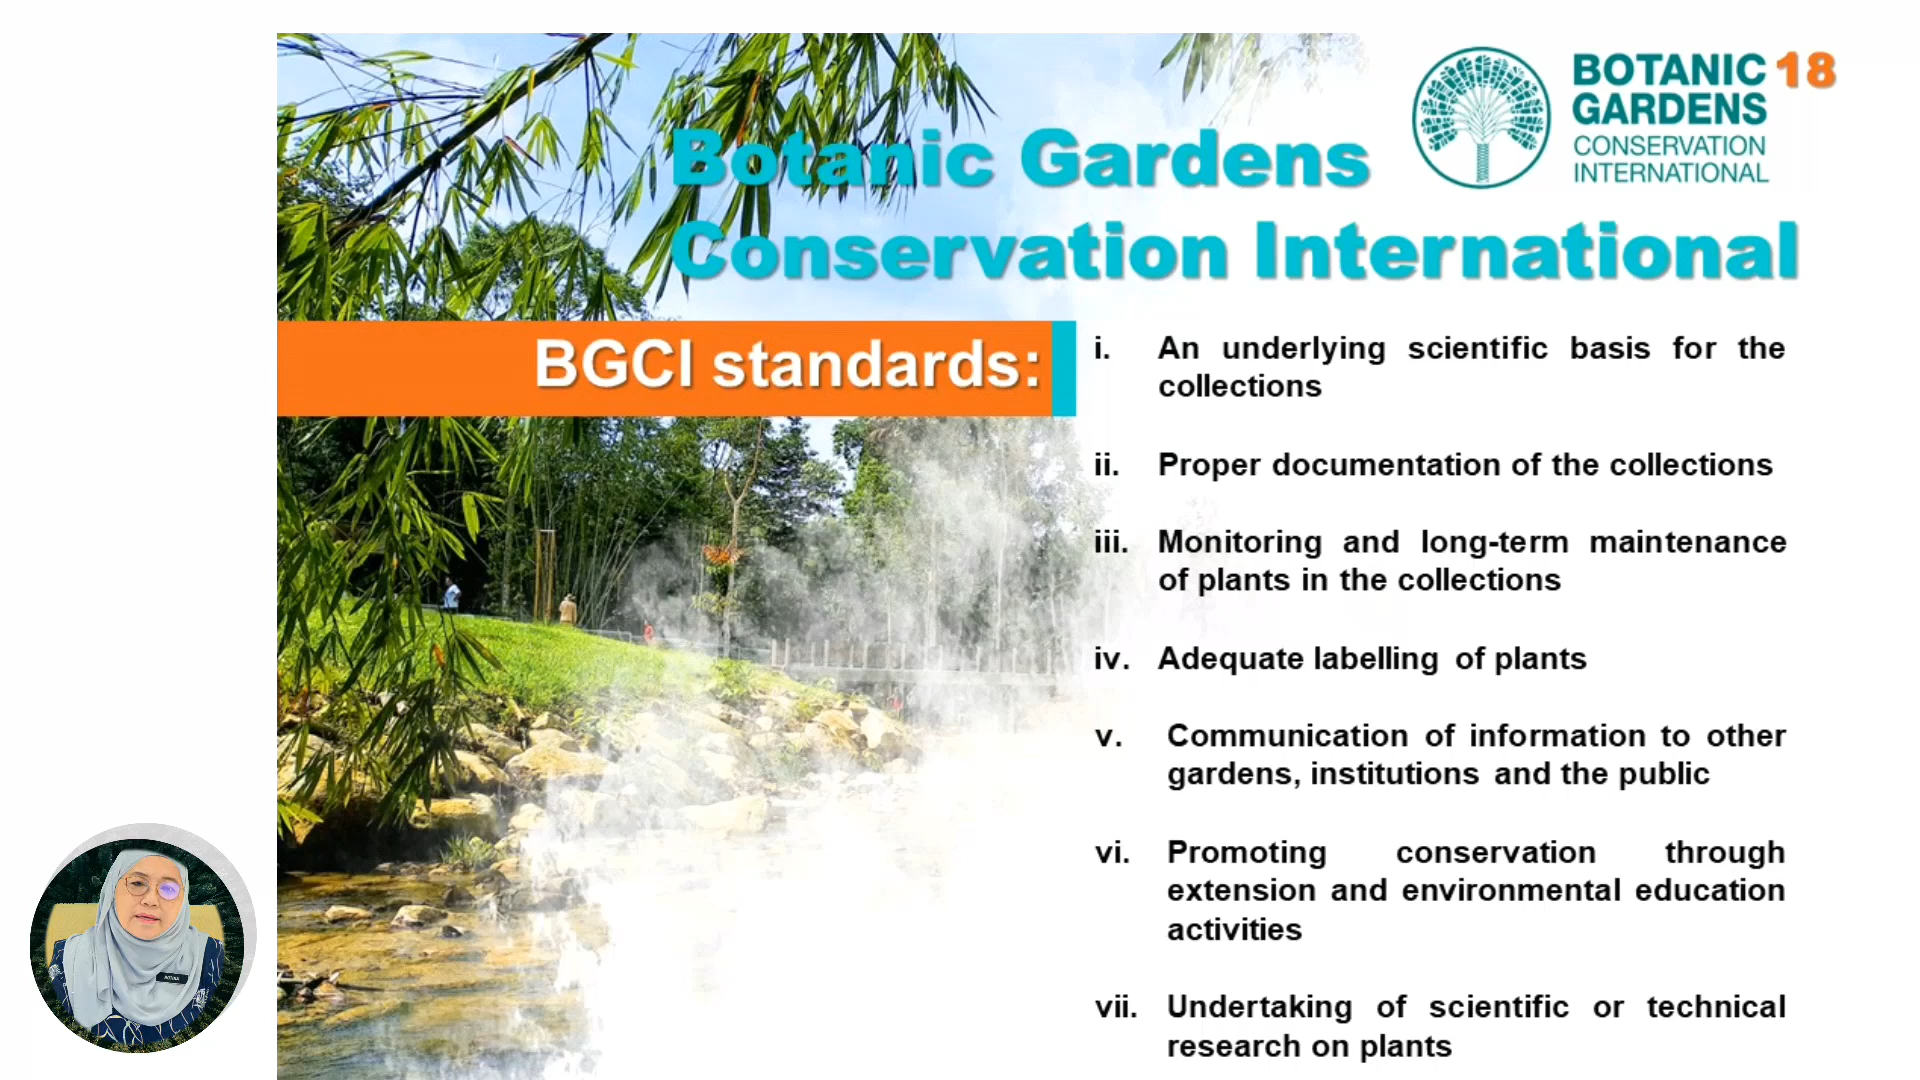 BOTANIC 18
GARDENS
CONSERVATION
INTERNATIONAL
Botanic Gardens
Conservation International
BGCI standards:
i. An underlying scientific basis for the
collections
ii. Proper documentation of the collections
iii. Monitoring and long-term maintenance
of plants in the collections
iv. Adequate labelling of plants
v. Communication of information to other
gardens, institutions and the public
vi. Promoting conservation through
extension and environmental education
activities
vii. Undertaking of scientific or technical
research on plants